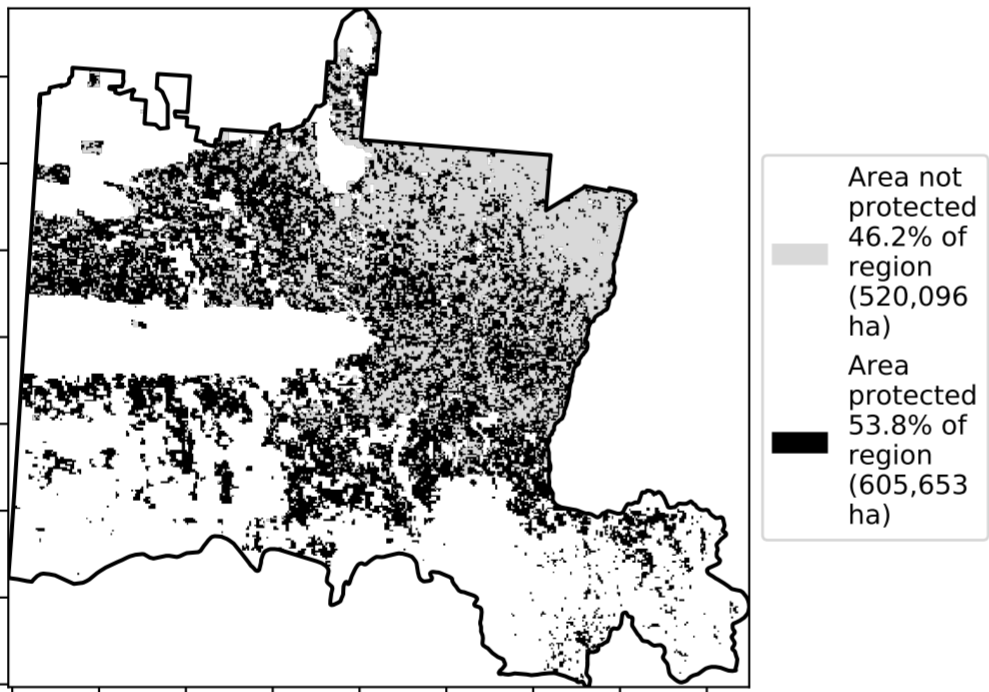 Area not
protected
46.2% of
region
(520,096
ha)
Area
protected
53.8% of
region
(605,653
ha)